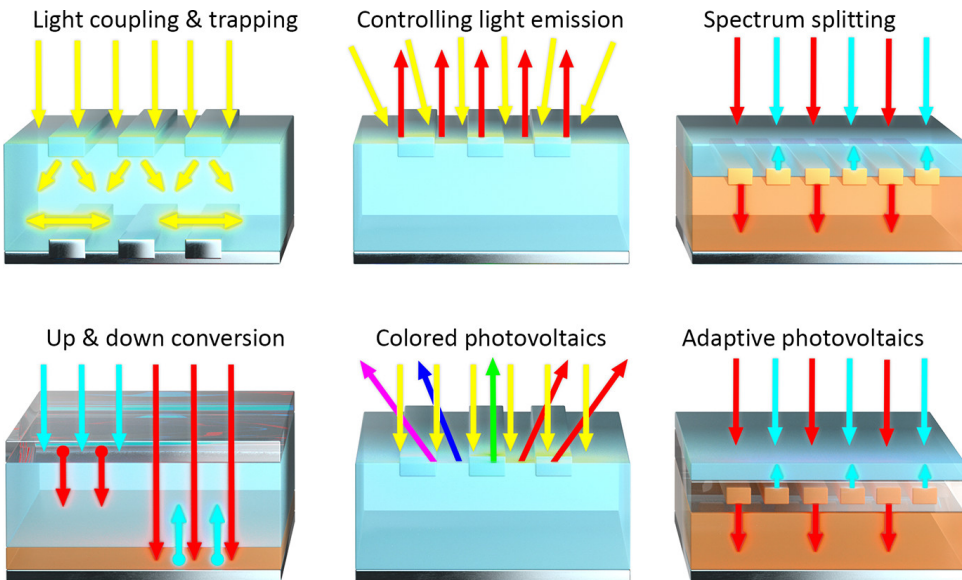 Light coupling & trapping
Controlling light emission
Spectrum splitting
Up & down conversion
Colored photovoltaics
Adaptive photovoltaics